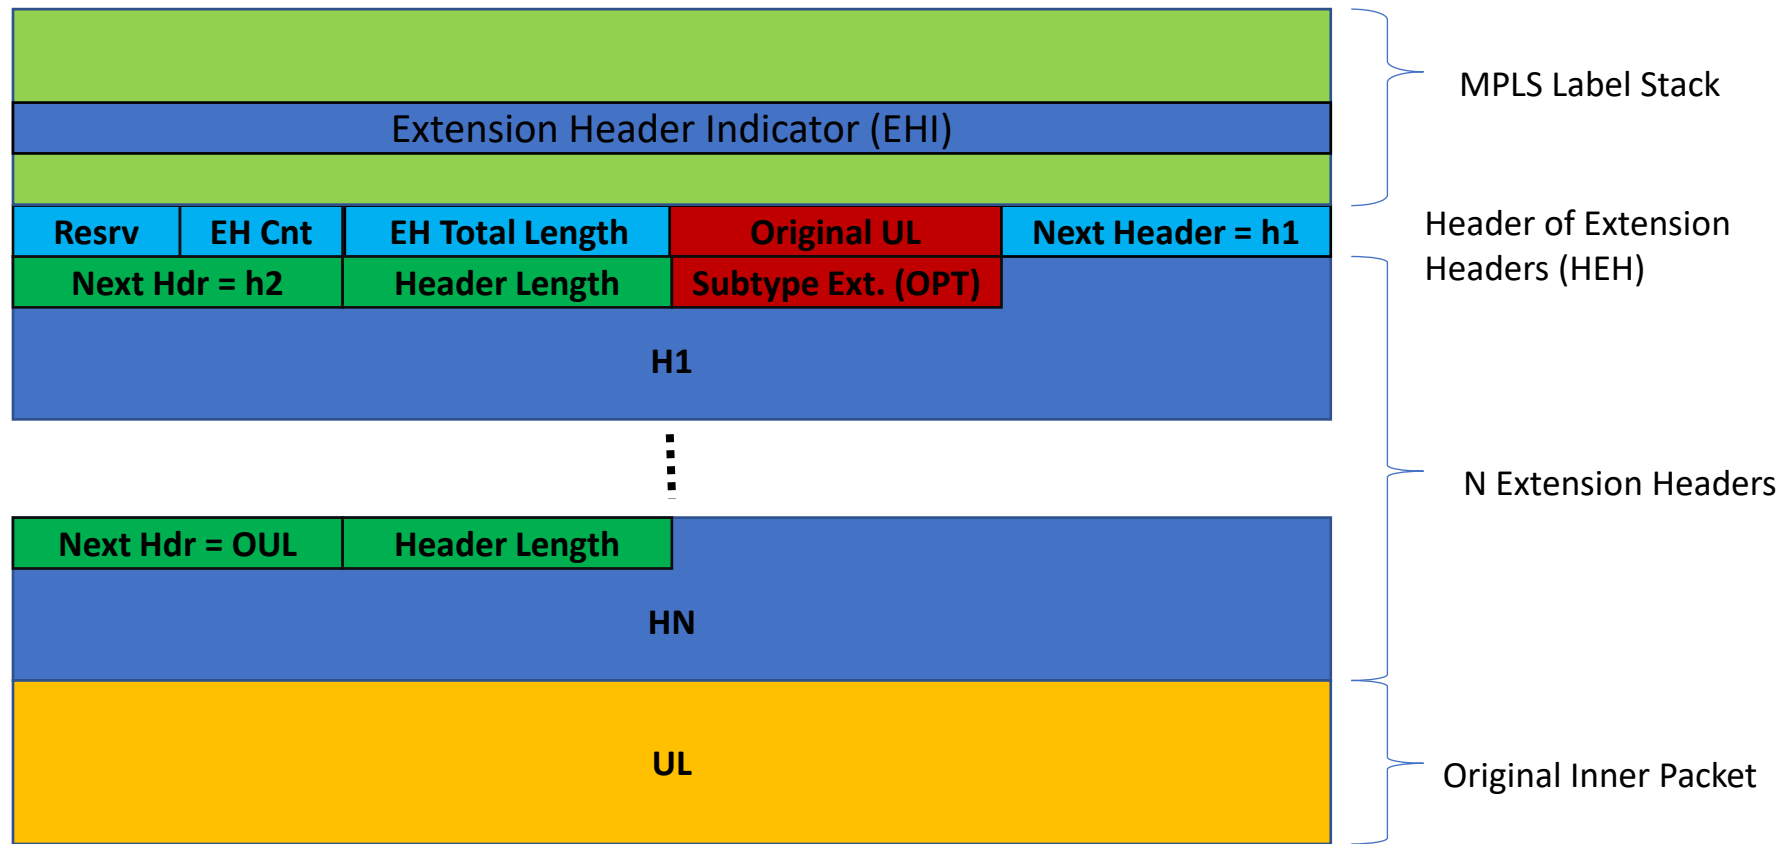 MPLS Label Stack
Extension Header Indicator (EHI)
Resrv
EH Cnt
EH Total Length
Original UL
Next Header = h1
Header of Extension
Headers (HEH)
Next Hdr = h2
Header Length
Subtype Ext. (OPT)
H1
N Extension Headers
Next Hdr = OUL
Header Length
HN
UL
Original Inner Packet